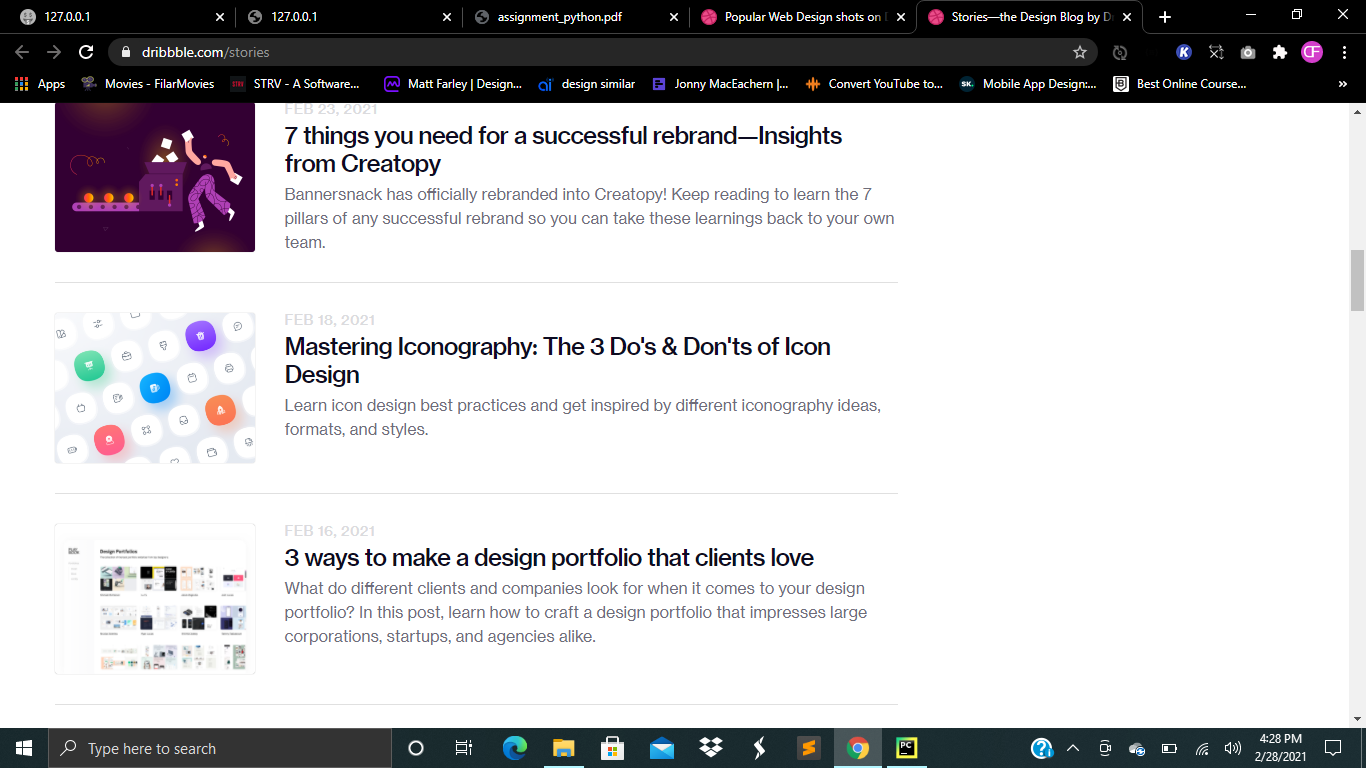 127.0.0.1
127.0.0.1
assignment_python.pdf
Popular Web Design shots on
Stories—the Design Blog by D
dribbble.com/stories
Apps
Movies - FilarMovies
STRV - A Software...
Matt Farley | Design...
design similar
Jonny MacEachern |...
Convert YouTube to...
Mobile App Design:...
Best Online Course...
»
FEB 23, 2021
7 things you need for a successful rebrand—Insights
from Creatopy
Bannersnack has officially rebranded into Creatopy! Keep reading to learn the 7
pillars of any successful rebrand so you can take these learnings back to your own
team.
FEB 18, 2021
Mastering Iconography: The 3 Do's & Don'ts of Icon
Design
Learn icon design best practices and get inspired by different iconography ideas,
formats, and styles.
FEB 16, 2021
Design Portfolios
3 ways to make a design portfolio that clients love
What do different clients and companies look for when it comes to your design
portfolio? In this post, learn how to craft a design portfolio that impresses large
corporations, startups, and agencies alike.
Type here to search
4:28 PM
2/28/2021